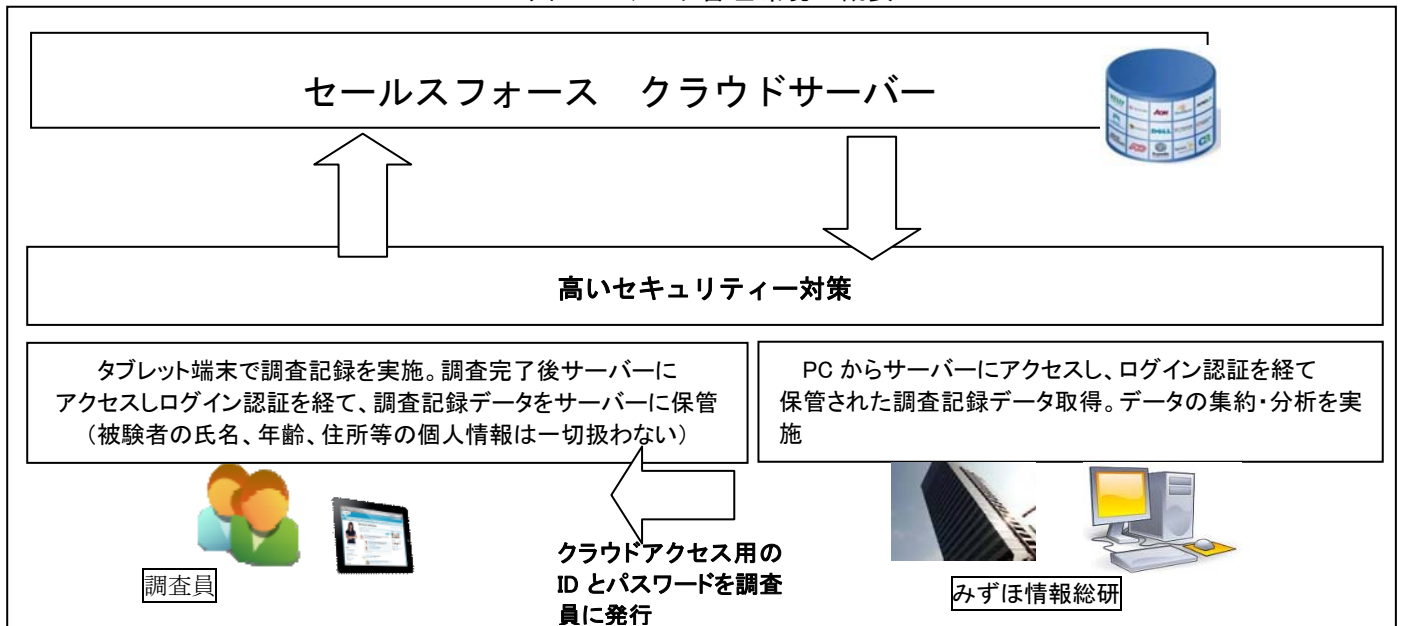 セールスフォース　クラウドサーバー
DELL
高いセキュリティー対策
タブレット端末で調査記録を実施。調査完了後サーバーに
アクセスしログイン認証を経て、調査記録データをサーバーに保管
（被験者の氏名、年齢、住所等の個人情報は一切扱わない）
PC からサーバーにアクセスし、ログイン認証を経て
保管された調査記録データ取得。データの集約・分析を実
施
クラウドアクセス用の
ID とパスワードを調査
員に発行
調査員
みずほ情報総研